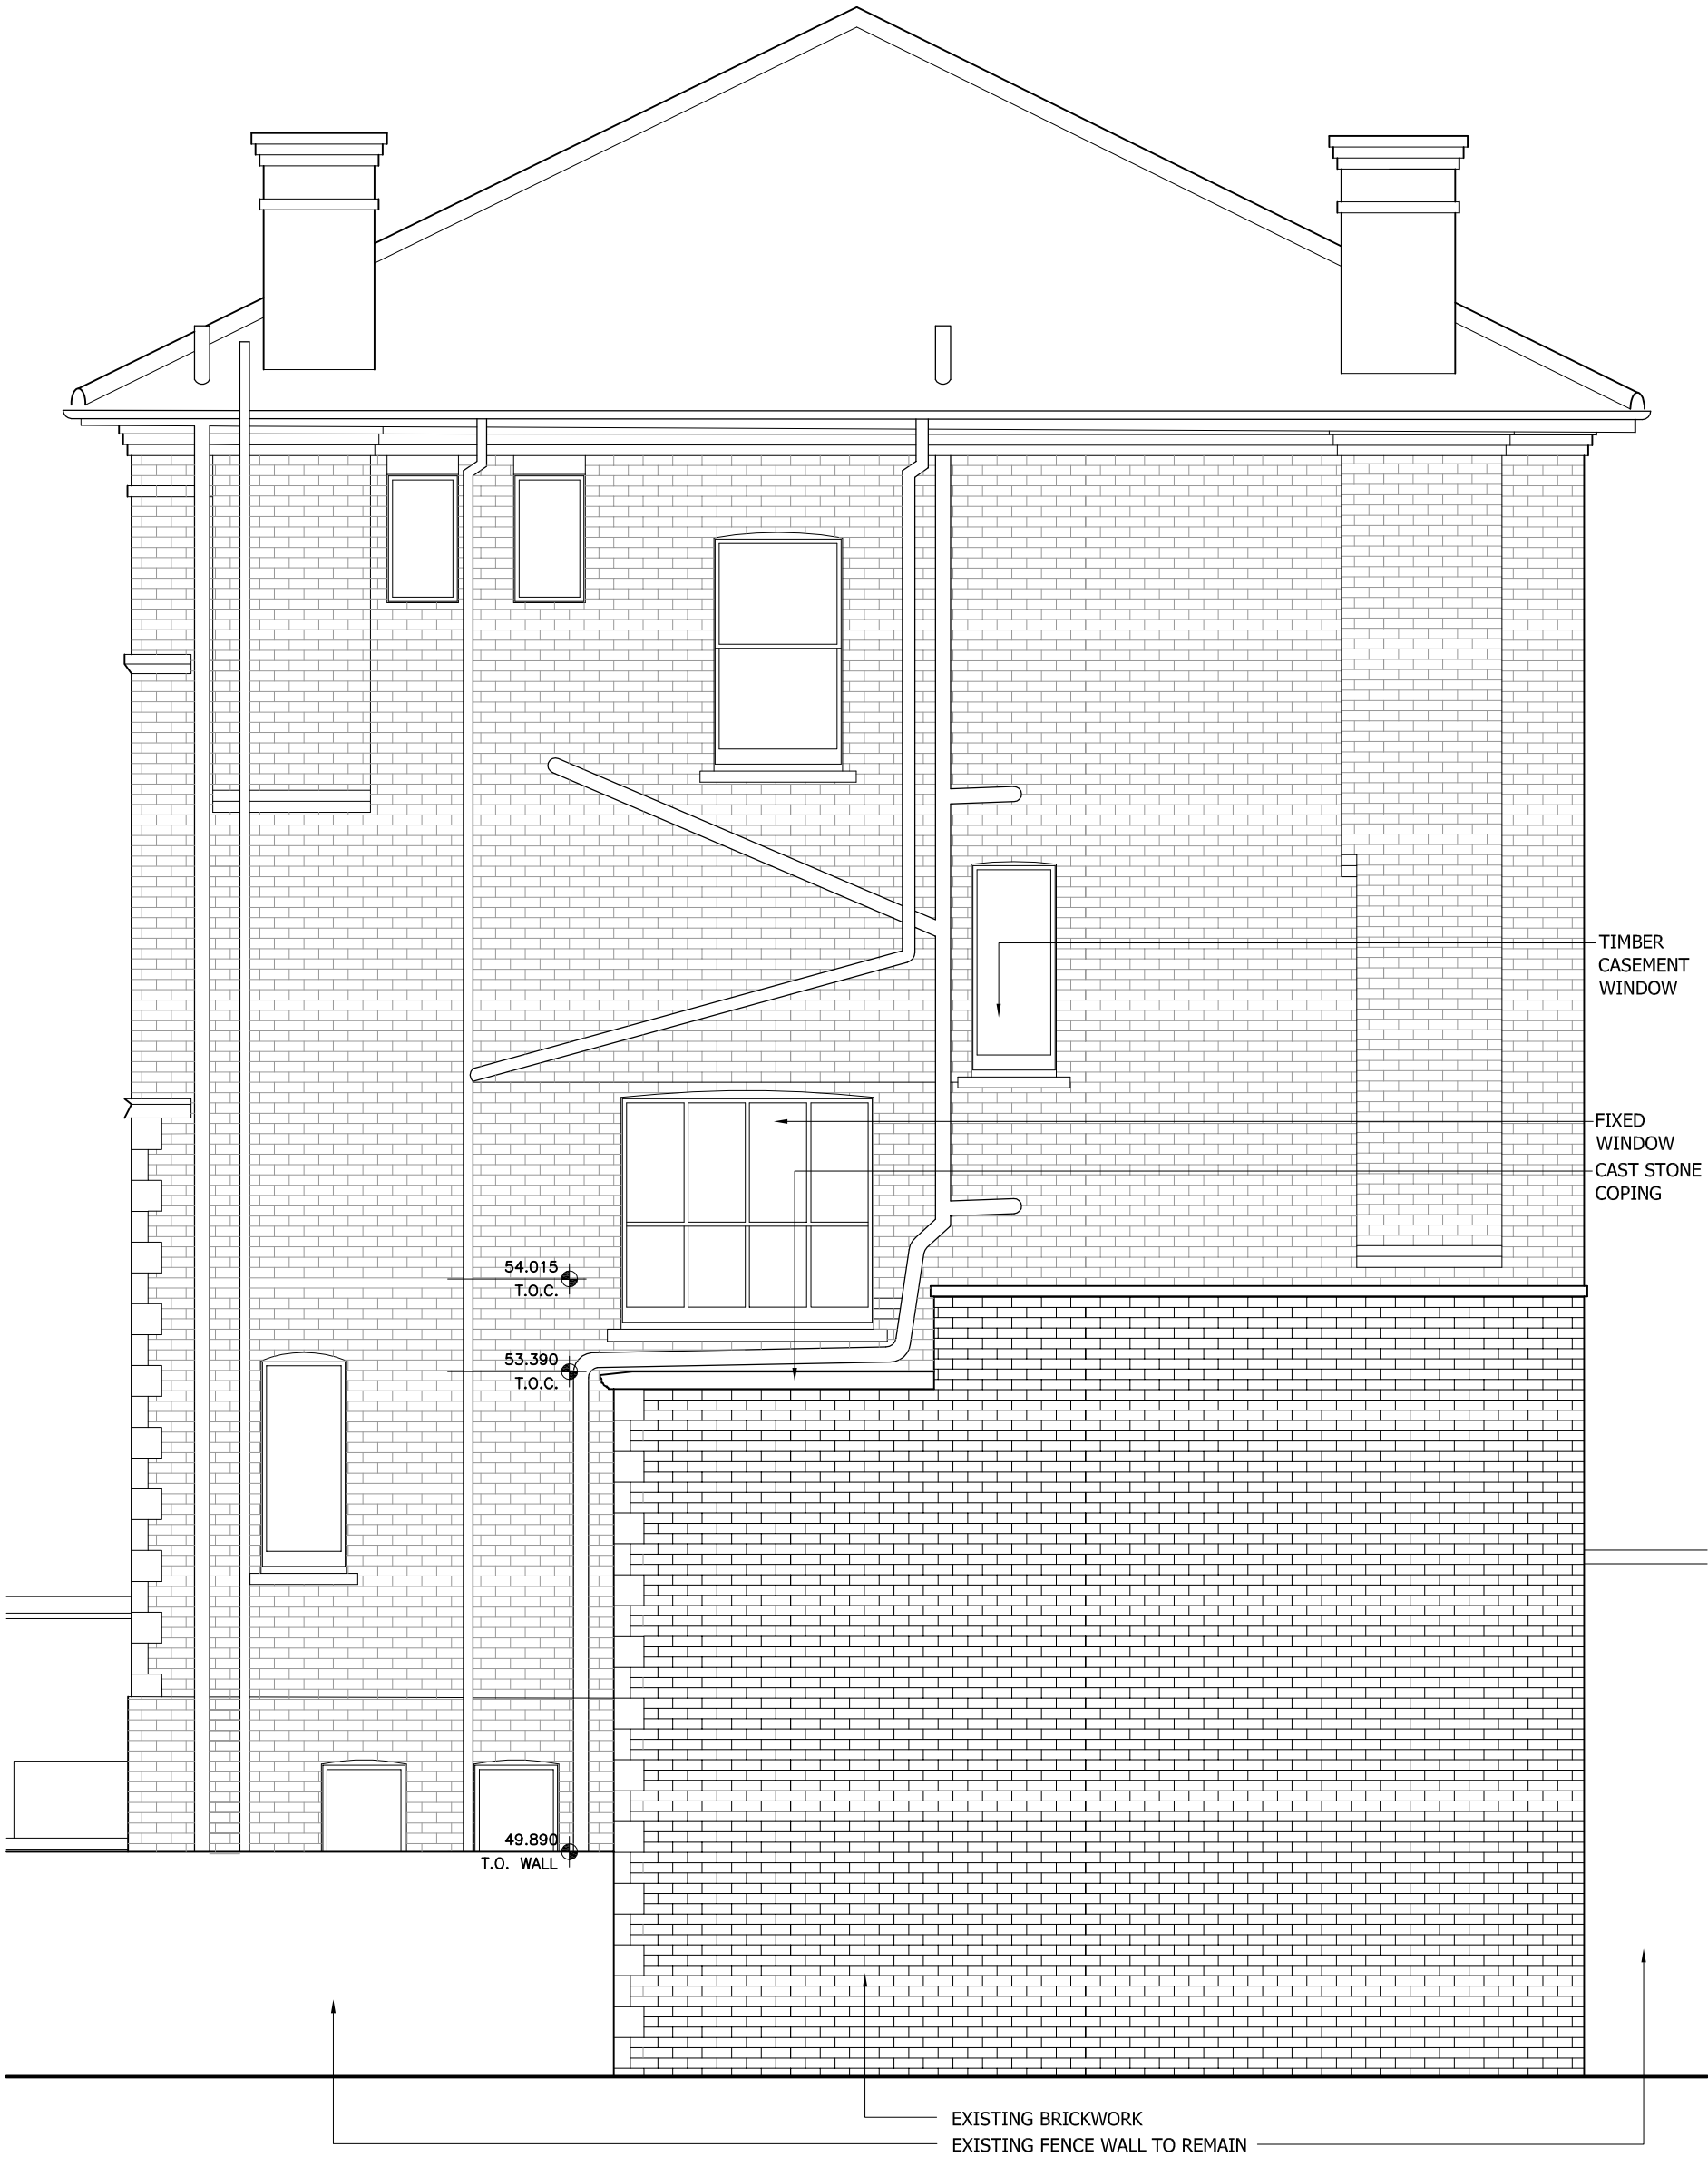 TIMBER
CASEMENT
WINDOW
FIXED
WINDOW
CAST STONE
COPING
54.015
T.O.C.
53.390
T.O.C.
49.890
T.O. WALL
EXISTING BRICKWORK
EXISTING FENCE WALL TO REMAIN